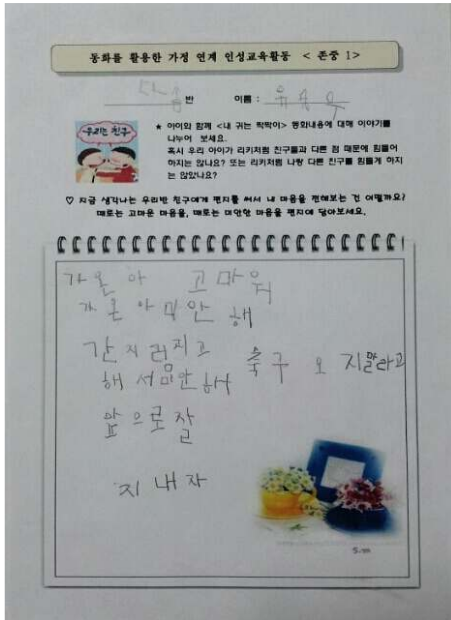 동화를 활용한 가정 연계 인성교육활동 < 존중 1>
반 이름 :
우리는 친구
★ 아이와 함께 <내 귀는 짝짝이> 동화내용에 대해 이야기를
나누어 보세요.
혹시 우리 아이가 리키처럼 친구들과 다른 점 때문에 힘들어
하지는 않나요? 또는 리키처럼 나랑 다른 친구를 힘들게 하지
는 않았나요?
♡ 지금 생각나는 우리반 친구에게 편지를 써서 내 마음을 전해보는 건 어떨까요?
때로는 고마운 마음을, 때로는 미안한 마음을 편지에 담아보세요.
가온 아 고마워
가온 아 미안 해
간지러지고 축구 오 지말라고
해서 미안해
앞으로 잘
지내자